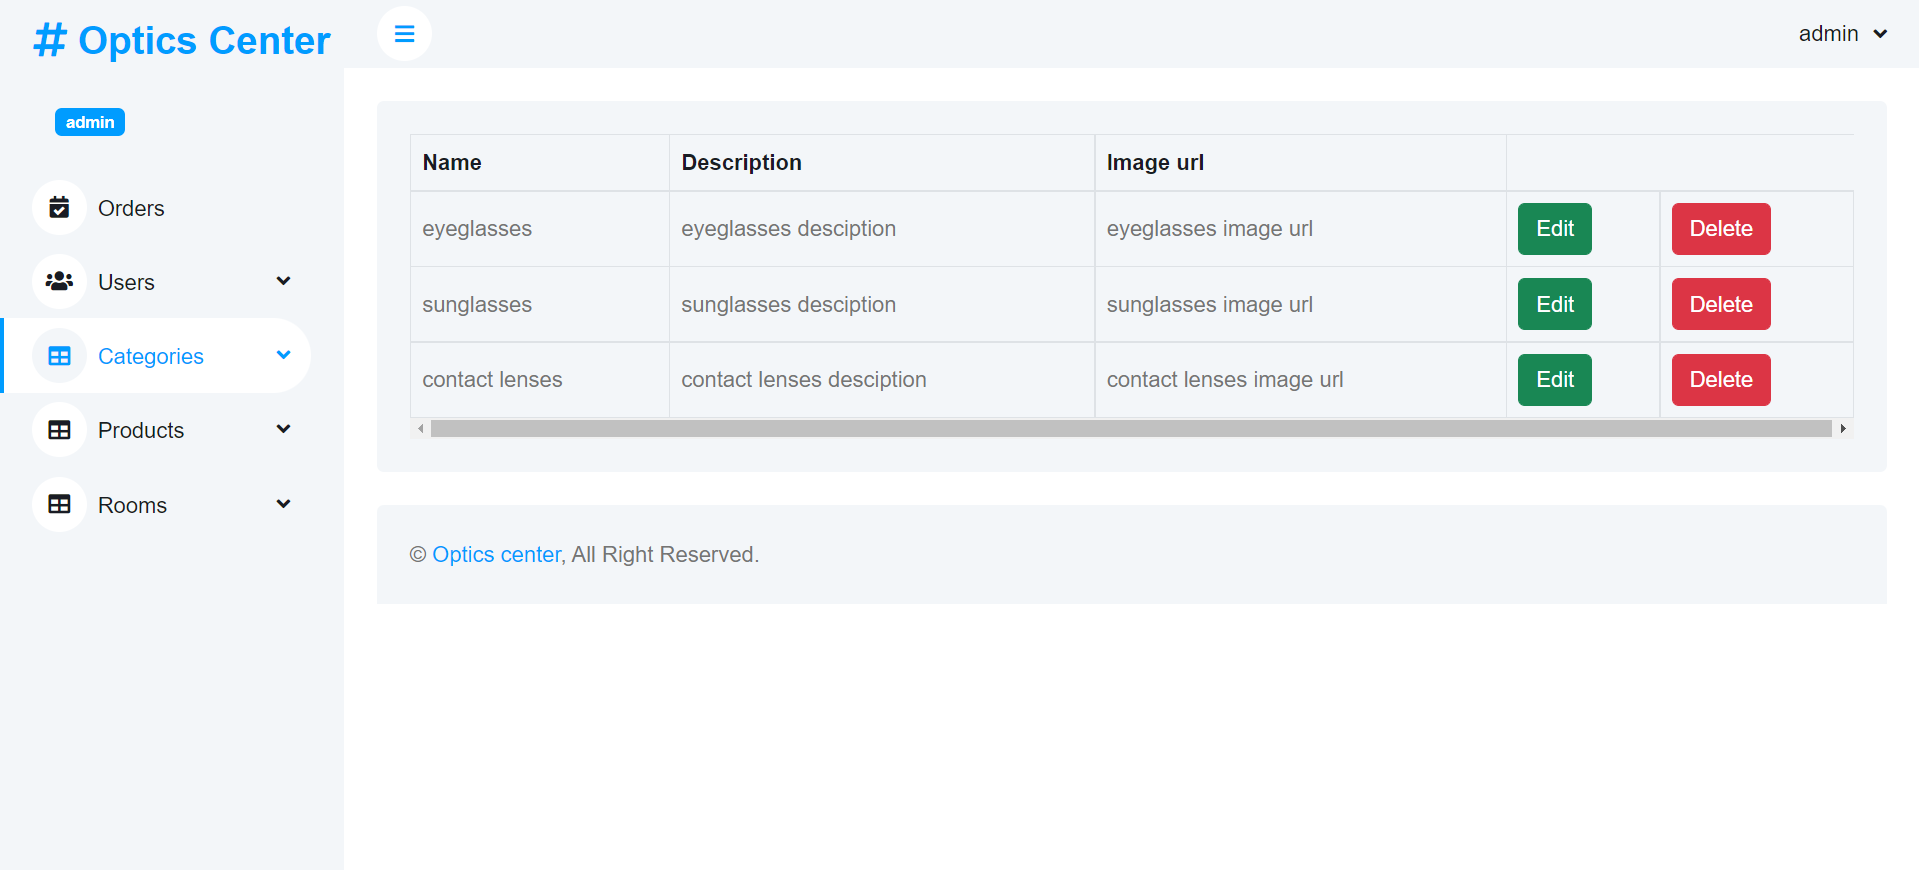 # Optics Center
admin
admin
Orders
Users
Categories
Products
Rooms
Name Description Image url
eyeglasses eyeglasses desciption eyeglasses image url Edit Delete
sunglasses sunglasses desciption sunglasses image url Edit Delete
contact lenses contact lenses desciption contact lenses image url Edit Delete
© Optics center, All Right Reserved.